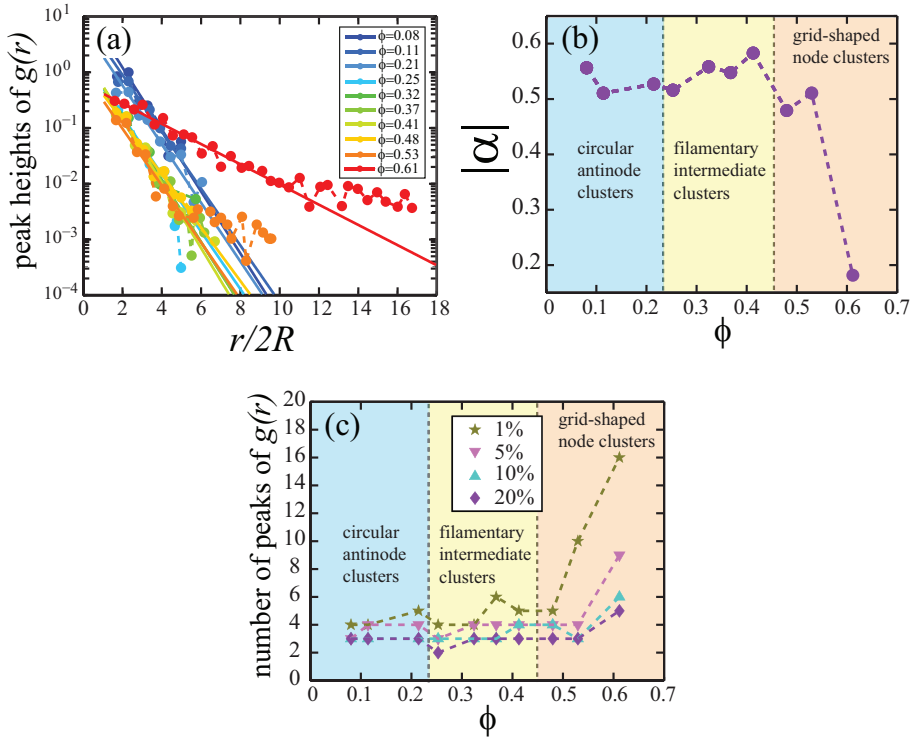 (a)
peak heights of g(r)
10¹
10⁰
10⁻¹
10⁻²
10⁻³
10⁻⁴
0 2 4 6 8 10 12 14 16 18
r/2R
ϕ=0.08
ϕ=0.11
ϕ=0.21
ϕ=0.25
ϕ=0.32
ϕ=0.37
ϕ=0.41
ϕ=0.48
ϕ=0.53
ϕ=0.61
(b)
|α|
0.6
0.5
0.4
0.3
0.2
0 0.1 0.2 0.3 0.4 0.5 0.6 0.7
ϕ
grid-shaped
node clusters
circular
antinode
clusters
filamentary
intermediate
clusters
(c)
number of peaks of g(r)
20
18
16
14
12
10
8
6
4
2
0
0 0.1 0.2 0.3 0.4 0.5 0.6 0.7
ϕ
1%
5%
10%
20%
grid-shaped
node clusters
circular
antinode
clusters
filamentary
intermediate
clusters